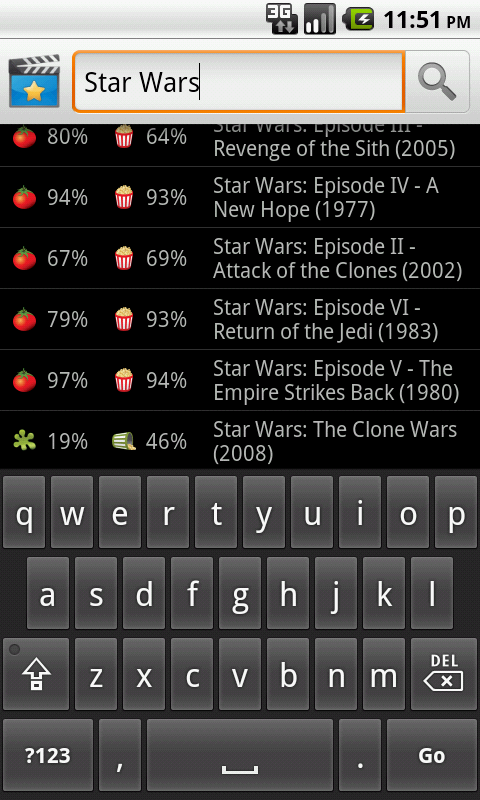 3G 11:51 PM
Star Wars
80% 64% Star Wars: Episode III -
Revenge of the Sith (2005)
94% 93% Star Wars: Episode IV - A
New Hope (1977)
67% 69% Star Wars: Episode II -
Attack of the Clones (2002)
79% 93% Star Wars: Episode VI -
Return of the Jedi (1983)
97% 94% Star Wars: Episode V - The
Empire Strikes Back (1980)
19% 46% Star Wars: The Clone Wars
(2008)
q w e r t y u i o p
a s d f g h j k l
z x c v b n m DEL
?123 , . Go